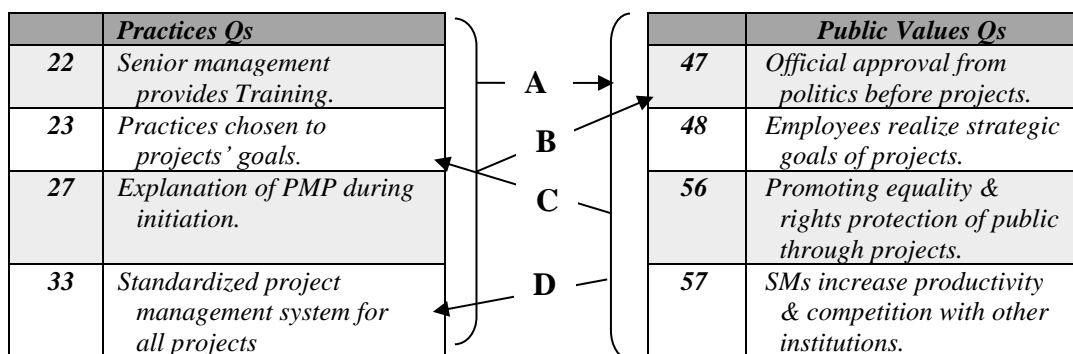 Practices Qs
22 Senior management
provides Training.
23 Practices chosen to
projects' goals.
27 Explanation of PMP during
initiation.
33 Standardized project
management system for
all projects
A
B
C
D
Public Values Qs
47 Official approval from
politics before projects.
48 Employees realize strategic
goals of projects.
56 Promoting equality &
rights protection of public
through projects.
57 SMs increase productivity
& competition with other
institutions.